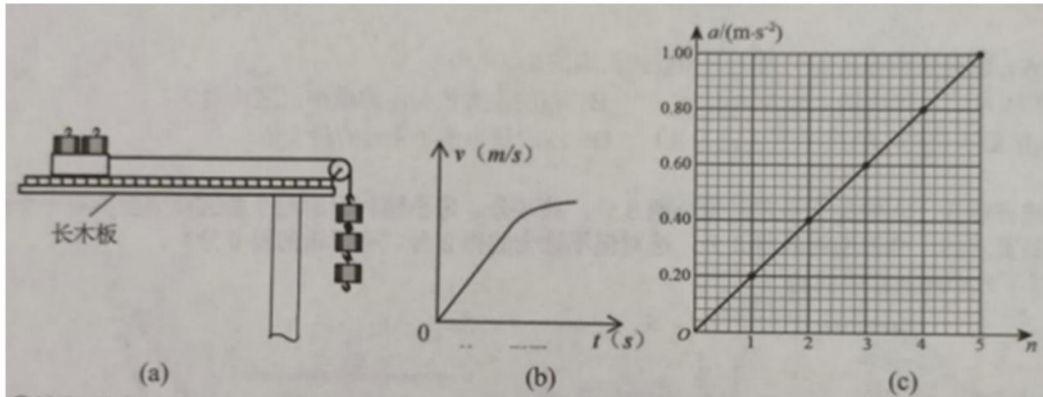 长木板
(a)
v（m/s）
0
t（s）
(b)
a/(m·s⁻²)
1.00
0.80
0.60
0.40
0.20
O
1
2
3
4
5
n
(c)